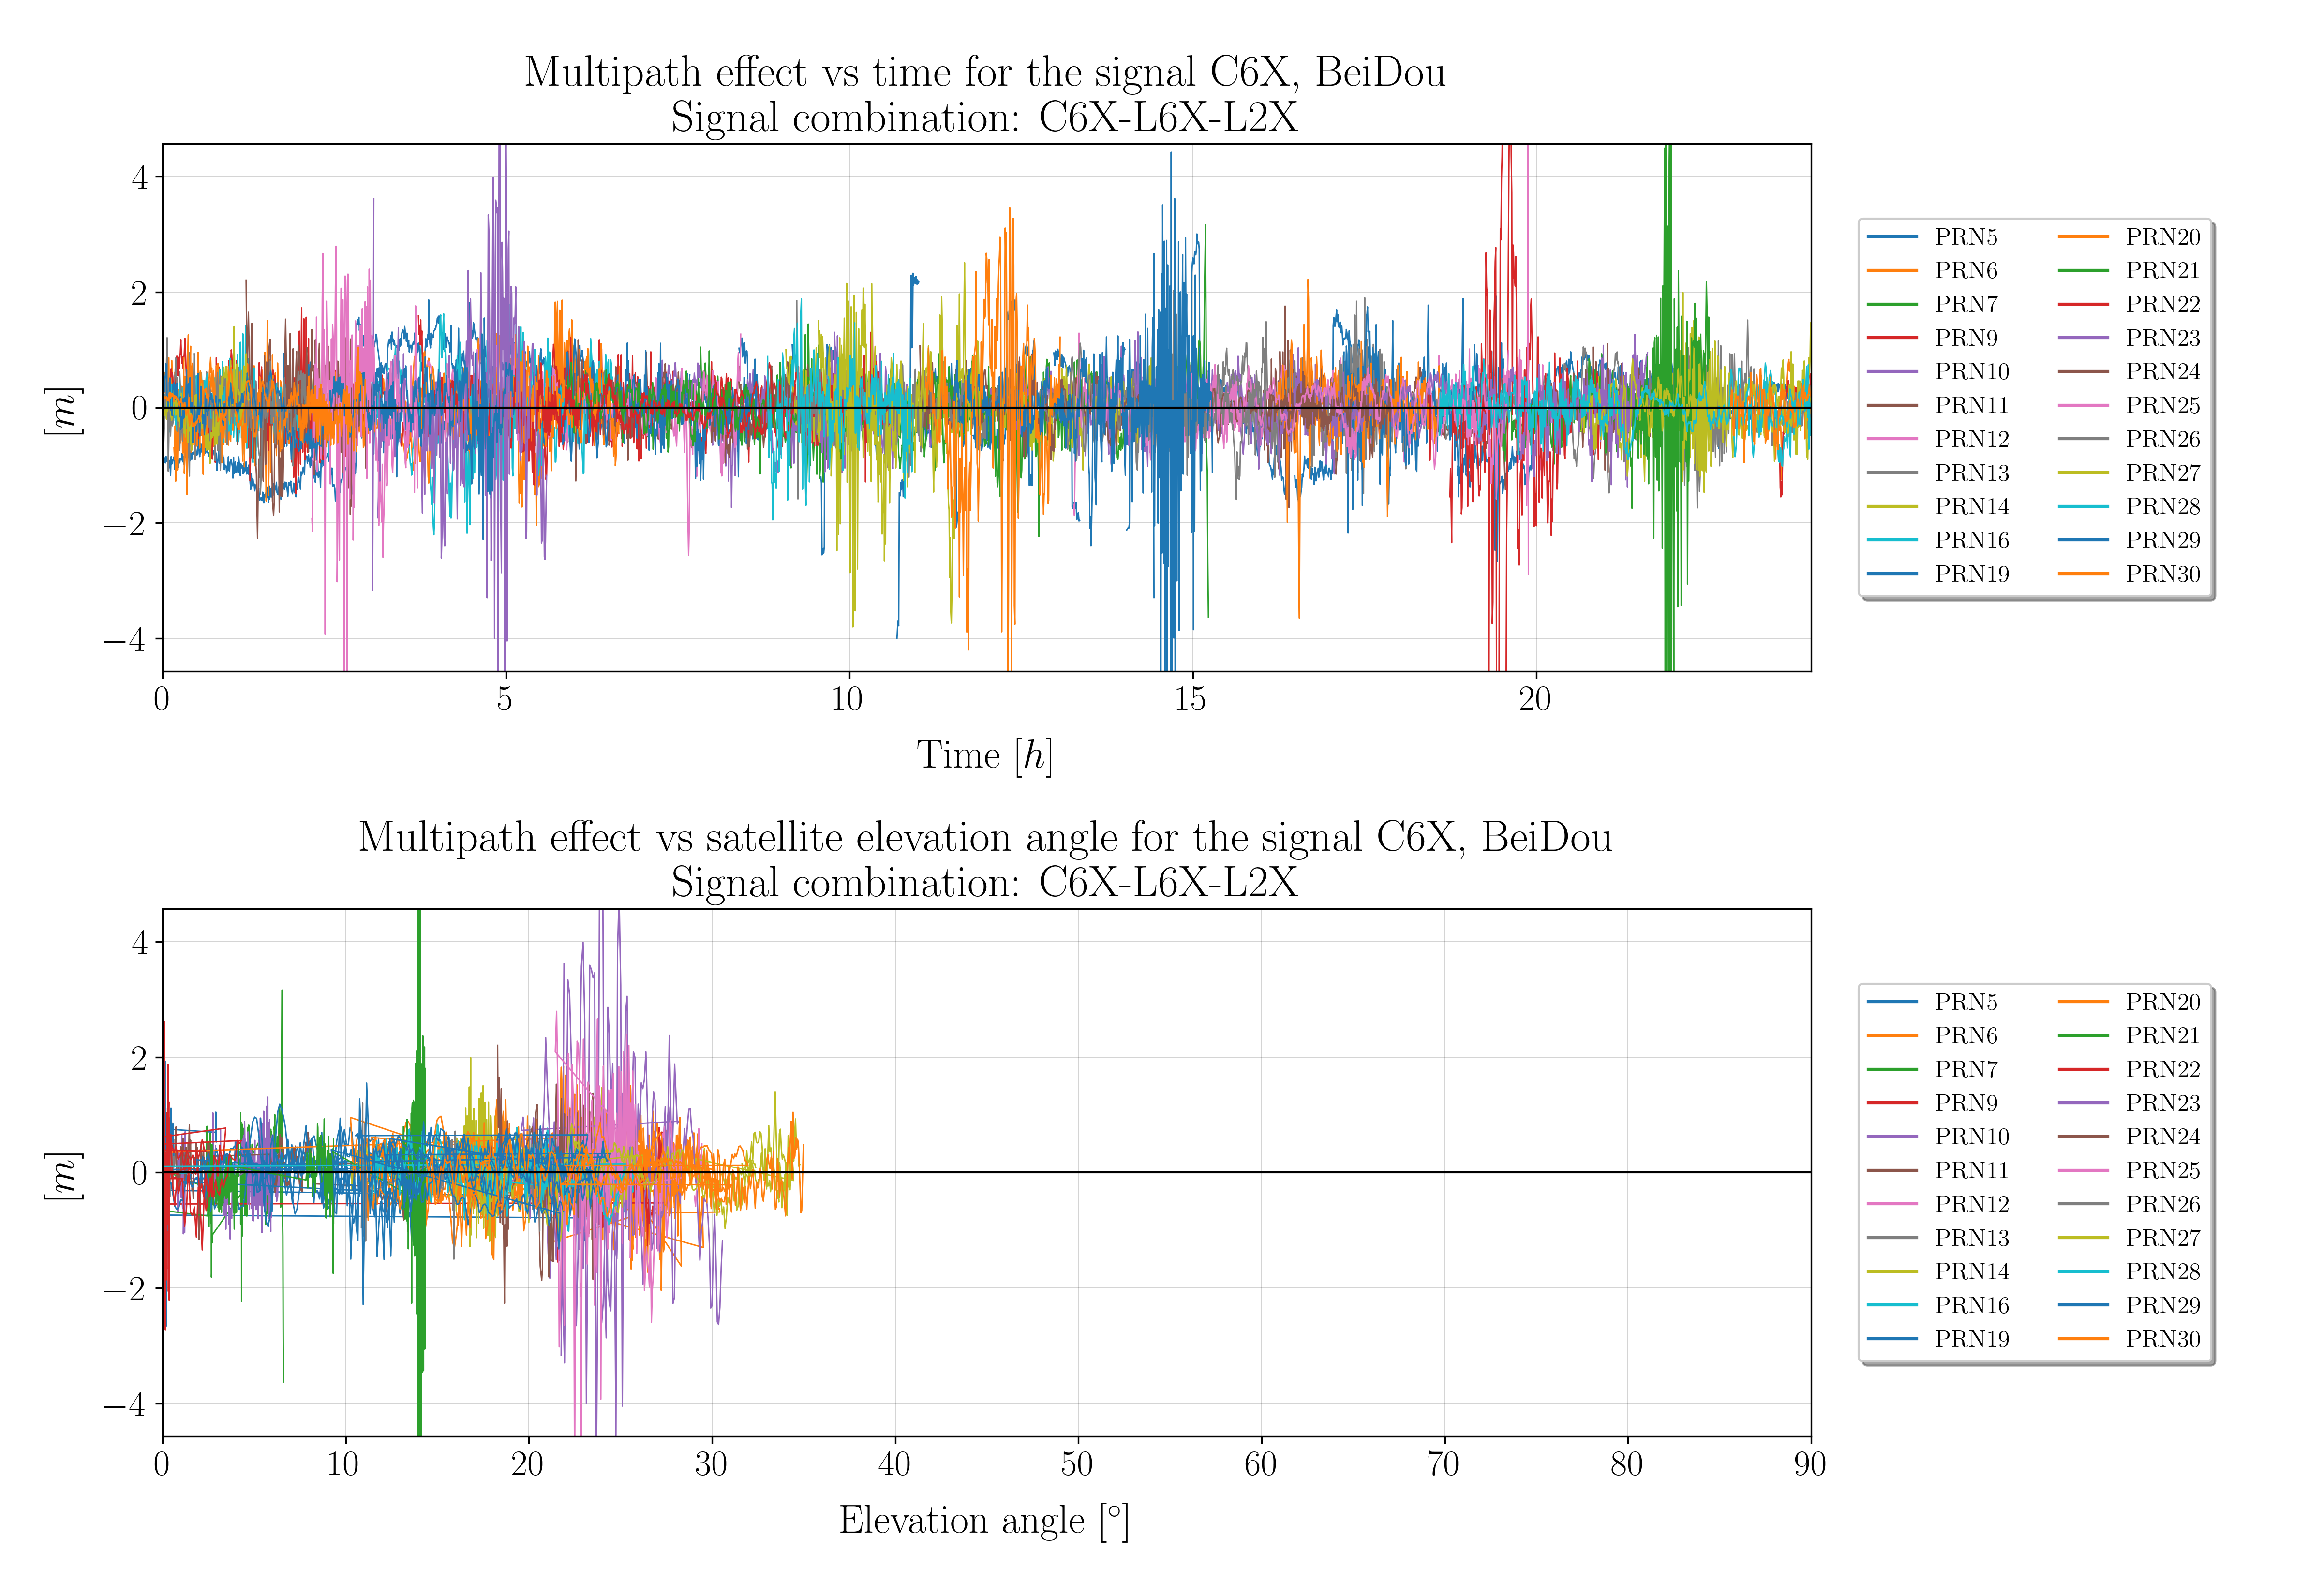 Multipath effect vs time for the signal C6X, BeiDou
Signal combination: C6X-L6X-L2X
4
2
0
−2
−4
[m]
0 5 10 15 20
Time [h]
PRN5 PRN20
PRN6 PRN21
PRN7 PRN22
PRN9 PRN23
PRN10 PRN24
PRN11 PRN25
PRN12 PRN26
PRN13 PRN27
PRN14 PRN28
PRN16 PRN29
PRN19 PRN30
Multipath effect vs satellite elevation angle for the signal C6X, BeiDou
Signal combination: C6X-L6X-L2X
4
2
0
−2
−4
[m]
0 10 20 30 40 50 60 70 80 90
Elevation angle [°]
PRN5 PRN20
PRN6 PRN21
PRN7 PRN22
PRN9 PRN23
PRN10 PRN24
PRN11 PRN25
PRN12 PRN26
PRN13 PRN27
PRN14 PRN28
PRN16 PRN29
PRN19 PRN30